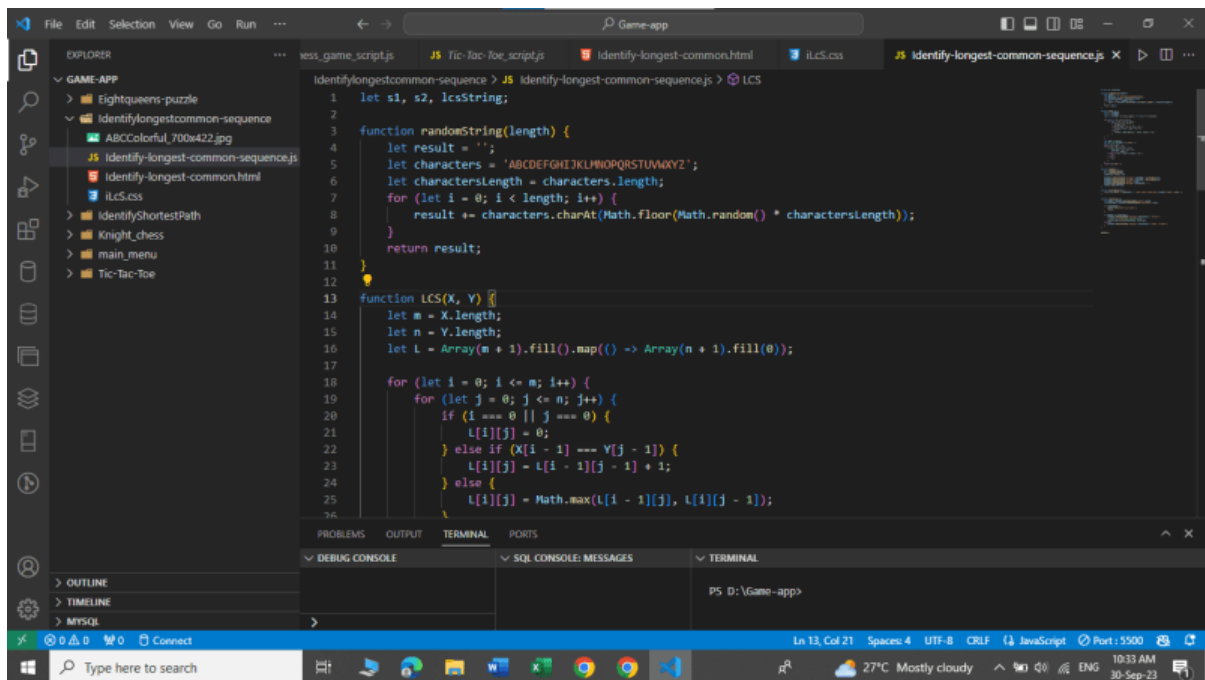 File Edit Selection View Go Run ···
Game-app
EXPLORER ···
GAME-APP
Eightqueens-puzzle
Identifylongestcommon-sequence
ABCColorful_700x422.jpg
JS Identify-longest-common-sequence.js
Identify-longest-common.html
iLcS.css
IdentifyShortestPath
Knight_chess
main_menu
Tic-Tac-Toe
OUTLINE
TIMELINE
MYSQL
ess_game_script.js JS Tic-Tac-Toe_script.js Identify-longest-common.html iLcS.css JS Identify-longest-common-sequence.js ···
Identifylongestcommon-sequence > JS Identify-longest-common-sequence.js > LCS
1 let s1, s2, lcsString;
2
3 function randomString(length) {
4 let result = '';
5 let characters = 'ABCDEFGHIJKLMNOPQRSTUVWXYZ';
6 let charactersLength = characters.length;
7 for (let i = 0; i < length; i++) {
8 result += characters.charAt(Math.floor(Math.random() * charactersLength));
9 }
10 return result;
11 }
12
13 function LCS(X, Y) {
14 let m = X.length;
15 let n = Y.length;
16 let L = Array(m + 1).fill().map(() => Array(n + 1).fill(0));
17
18 for (let i = 0; i <= m; i++) {
19 for (let j = 0; j <= n; j++) {
20 if (i === 0 || j === 0) {
21 L[i][j] = 0;
22 } else if (X[i - 1] === Y[j - 1]) {
23 L[i][j] = L[i - 1][j - 1] + 1;
24 } else {
25 L[i][j] = Math.max(L[i - 1][j], L[i][j - 1]);
26 }
PROBLEMS OUTPUT TERMINAL PORTS
DEBUG CONSOLE SQL CONSOLE: MESSAGES TERMINAL
PS D:\Game-app>
>
0 0 0 Connect Ln 13, Col 21 Spaces: 4 UTF-8 CRLF JavaScript Port : 5500
Type here to search 27°C Mostly cloudy ENG 10:33 AM
30-Sep-23 1